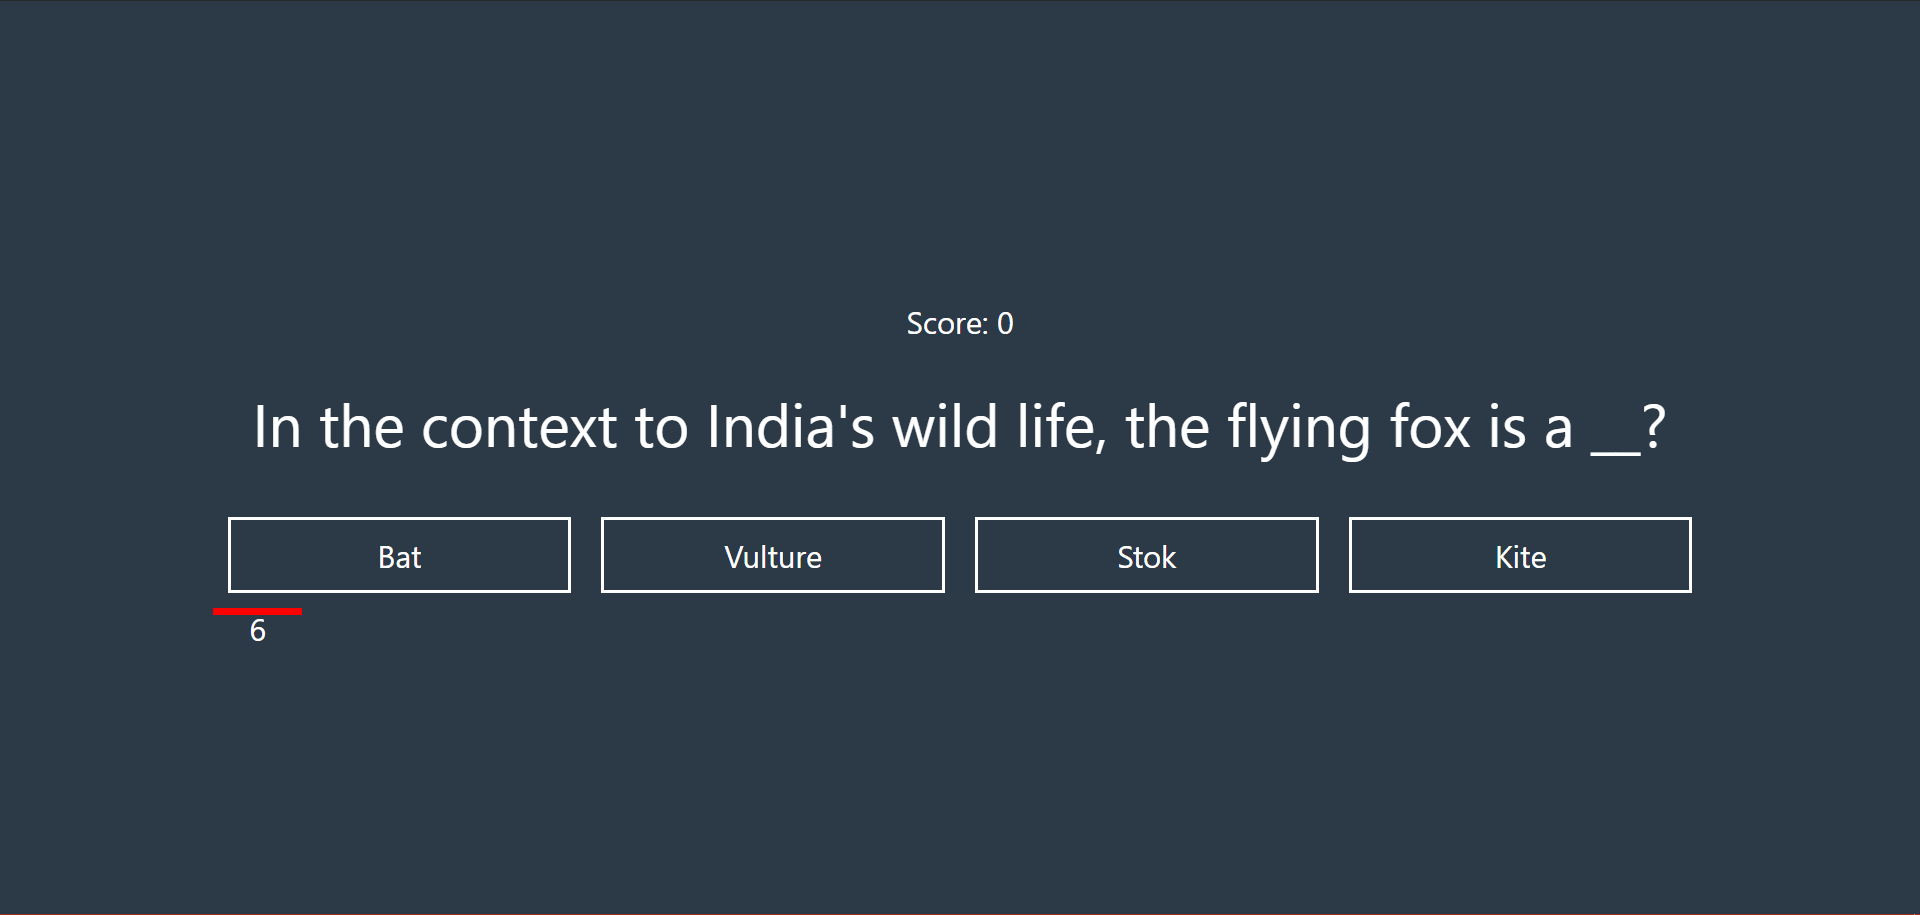 Score: 0
In the context to India's wild life, the flying fox is a __?
Bat
Vulture
Stok
Kite
6